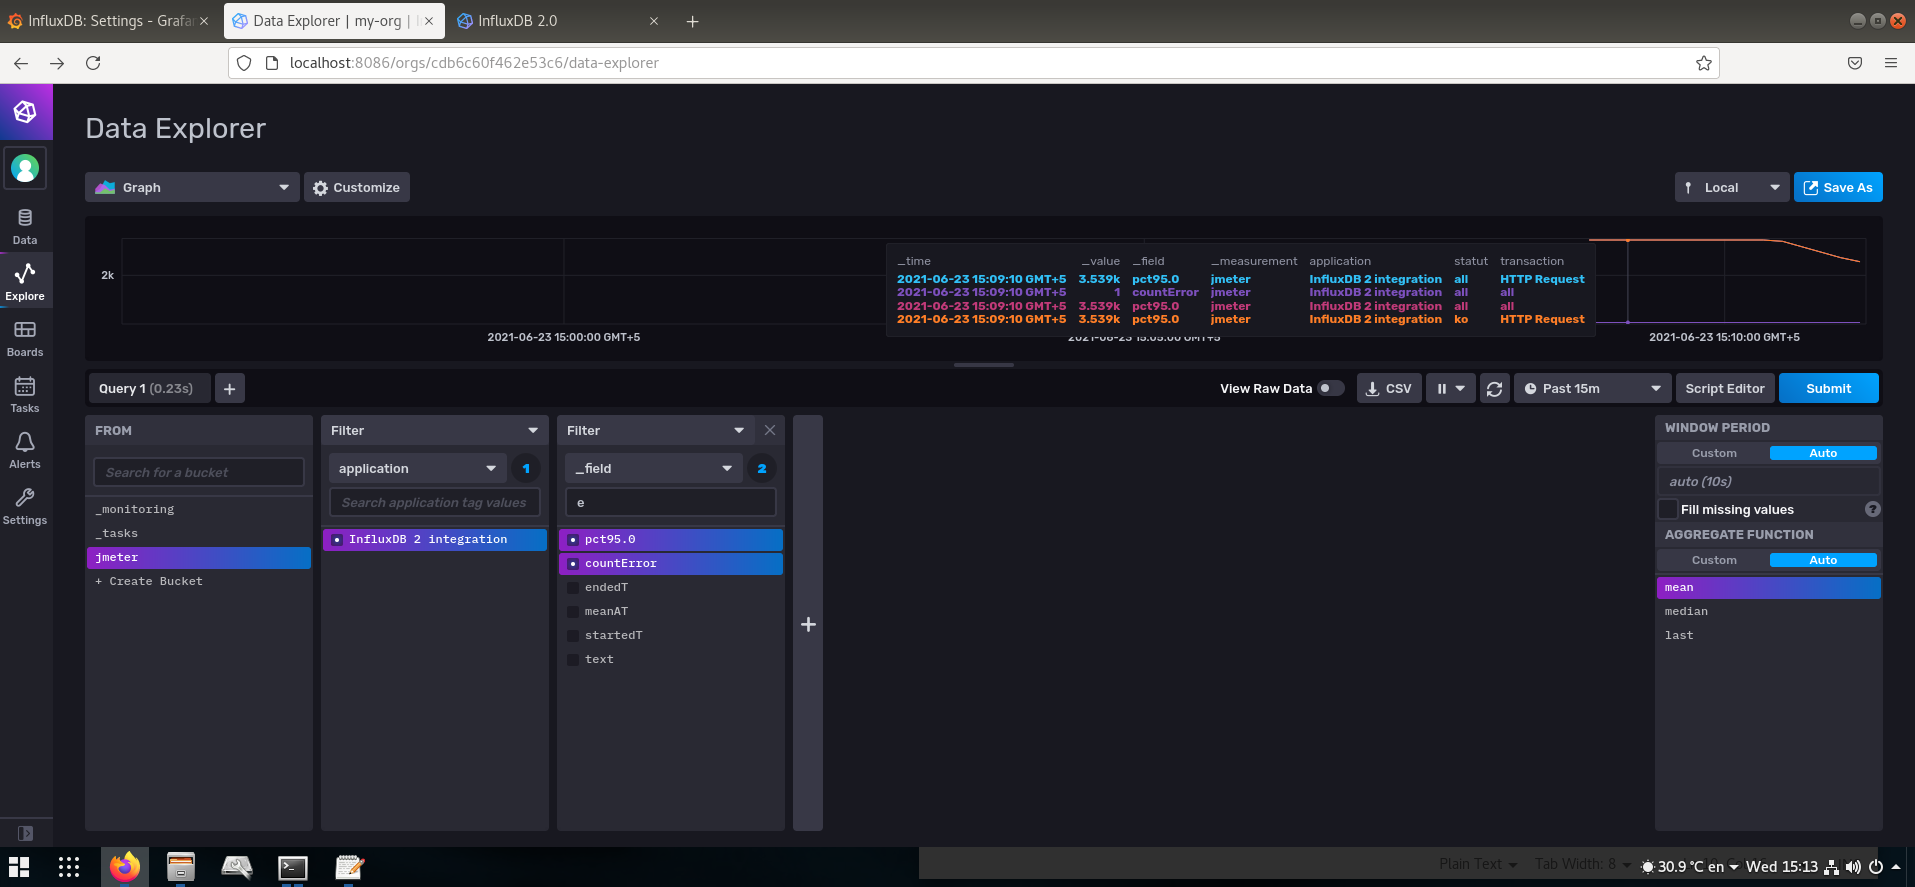 InfluxDB: Settings - Grafan
Data Explorer | my-org |
InfluxDB 2.0
localhost:8086/orgs/cdb6c60f462e53c6/data-explorer
Data Explorer
Graph
Customize
Local
Save As
Data
Explore
Boards
Tasks
Alerts
Settings
2k
_time _value _field _measurement application statut transaction
2021-06-23 15:09:10 GMT+5 3.539k pct95.0 jmeter InfluxDB 2 integration all HTTP Request
2021-06-23 15:09:10 GMT+5 1 countError jmeter InfluxDB 2 integration all all
2021-06-23 15:09:10 GMT+5 3.539k pct95.0 jmeter InfluxDB 2 integration all all
2021-06-23 15:09:10 GMT+5 3.539k pct95.0 jmeter InfluxDB 2 integration ko HTTP Request
2021-06-23 15:00:00 GMT+5
2021-06-23 15:05:00 GMT+5
2021-06-23 15:10:00 GMT+5
Query 1 (0.23s)
+
View Raw Data
CSV
Past 15m
Script Editor
Submit
FROM
Search for a bucket
_monitoring
_tasks
jmeter
+ Create Bucket
Filter
application
1
Search application tag values
InfluxDB 2 integration
Filter
_field
2
e
pct95.0
countError
endedT
meanAT
startedT
text
+
WINDOW PERIOD
Custom
Auto
auto (10s)
Fill missing values
?
AGGREGATE FUNCTION
Custom
Auto
mean
median
last
Plain Text
Tab Width: 8
30.9 °C
en
Wed 15:13